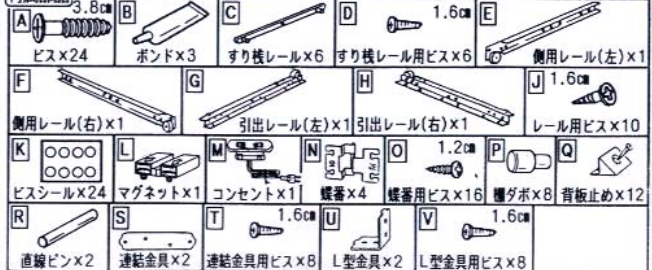 A 3.8cm
ビス×24
B
ボンド×3
C
すり桟レール×6
D 1.6cm
すり桟レール用ビス×6
E
側用レール(左)×1
F
側用レール(右)×1
G
引出レール(左)×1
H
引出レール(右)×1
J 1.6cm
レール用ビス×10
K
ビスシール×24
L
マグネット×1
M
コンセント×1
N
蝶番×4
O 1.2cm
蝶番用ビス×16
P
棚ダボ×8
Q
背板止め×12
R
直線ピン×2
S
連結金具×2
T 1.6cm
連結金具用ビス×8
U
L型金具×2
V 1.6cm
L型金具用ビス×8